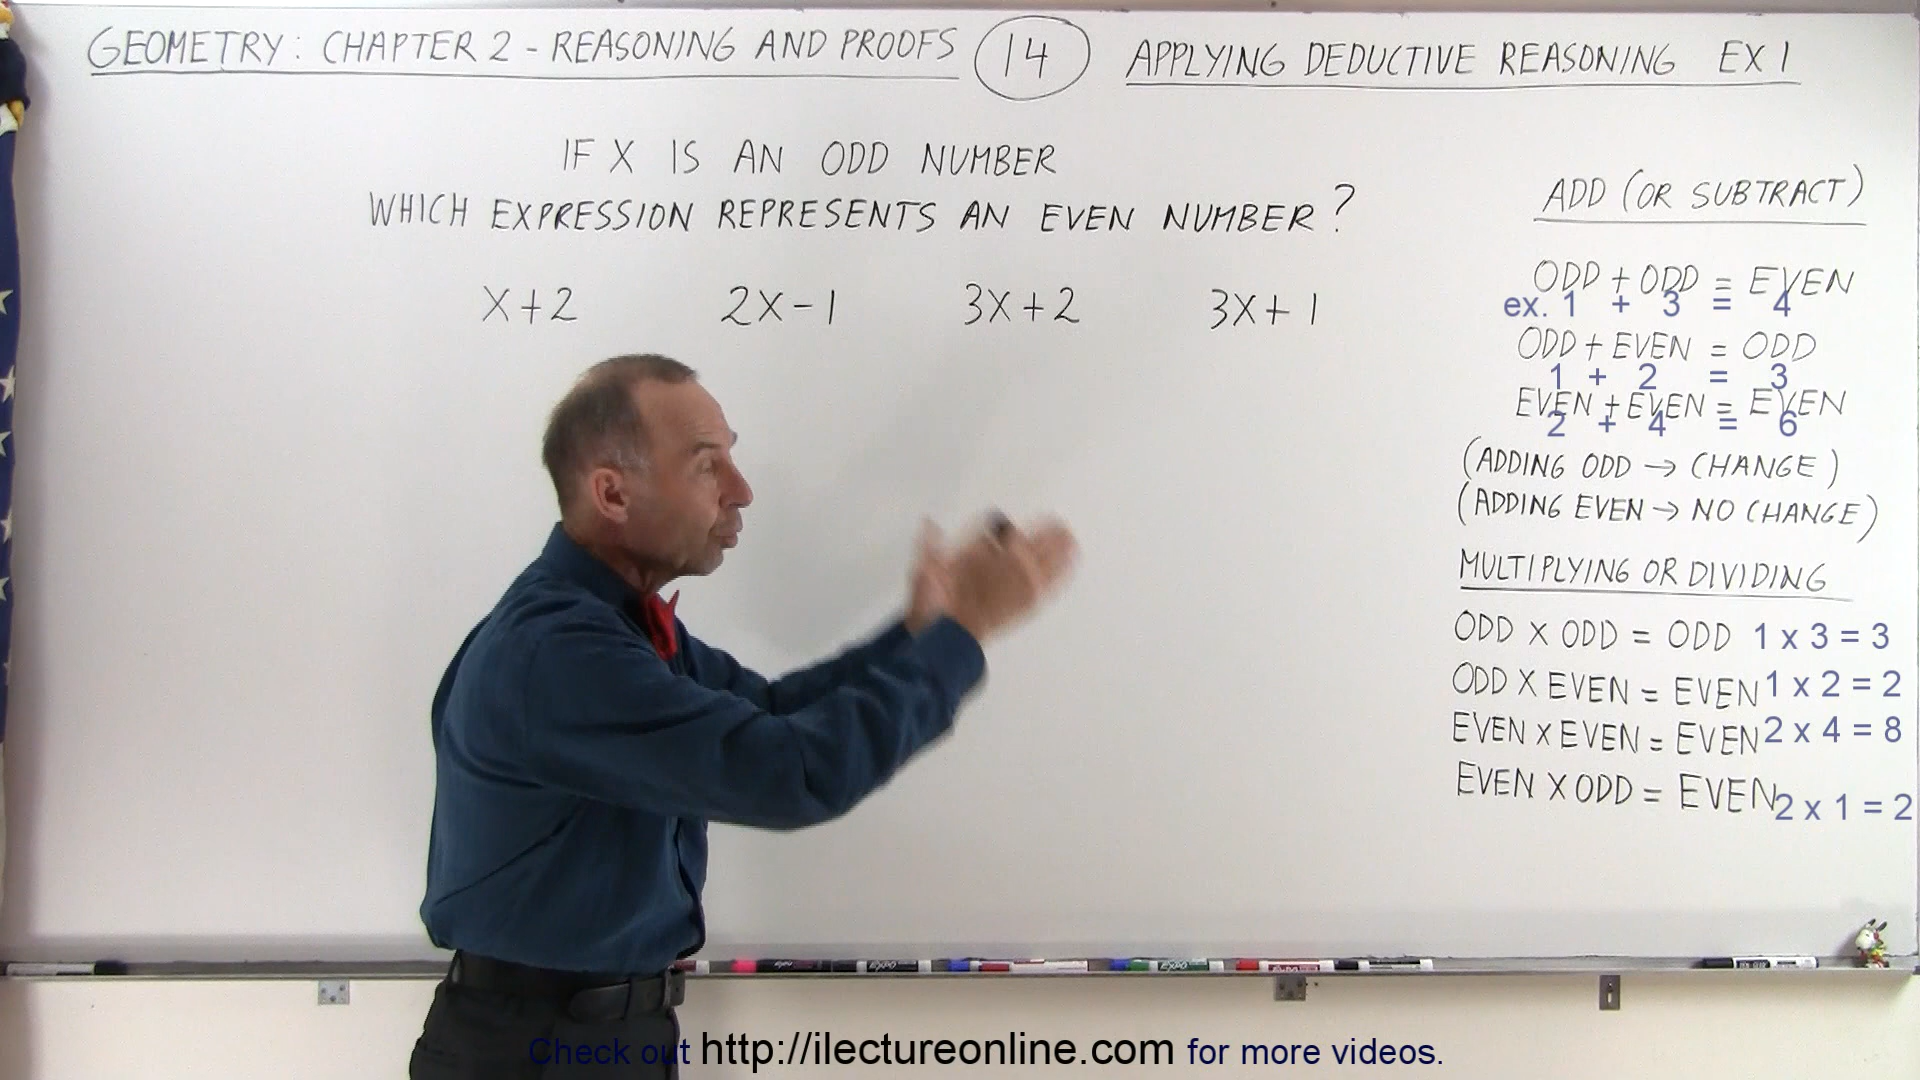 GEOMETRY: CHAPTER 2 - REASONING AND PROOFS 14 APPLYING DEDUCTIVE REASONING EX 1
IF X IS AN ODD NUMBER
WHICH EXPRESSION REPRESENTS AN EVEN NUMBER?
X+2 2X-1 3X+2 3X+1
ADD (OR SUBTRACT)
ODD + ODD = EVEN
ex. 1 + 3 = 4
ODD + EVEN = ODD
1 + 2 = 3
EVEN + EVEN = EVEN
2 + 4 = 6
(ADDING ODD → CHANGE)
(ADDING EVEN → NO CHANGE)
MULTIPLYING OR DIVIDING
ODD X ODD = ODD 1 x 3 = 3
ODD X EVEN = EVEN 1 x 2 = 2
EVEN X EVEN = EVEN 2 x 4 = 8
EVEN X ODD = EVEN 2 x 1 = 2
EXPO
Check out http://ilectureonline.com for more videos.